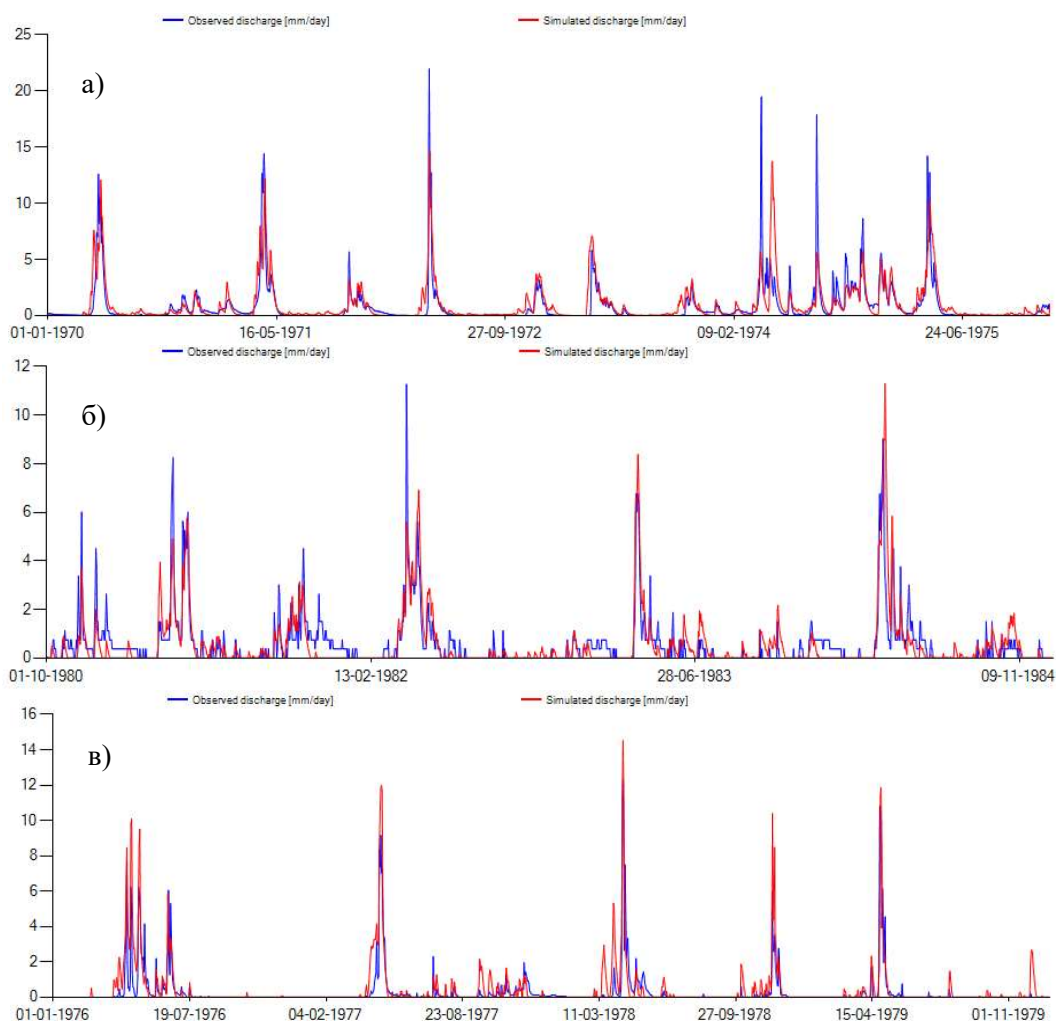 Observed discharge [mm/day] Simulated discharge [mm/day]
25
20
15
10
5
0
а)
01-01-1970 16-05-1971 27-09-1972 09-02-1974 24-06-1975
Observed discharge [mm/day] Simulated discharge [mm/day]
12
10
8
6
4
2
0
б)
01-10-1980 13-02-1982 28-06-1983 09-11-1984
Observed discharge [mm/day] Simulated discharge [mm/day]
16
14
12
10
8
6
4
2
0
в)
01-01-1976 19-07-1976 04-02-1977 23-08-1977 11-03-1978 27-09-1978 15-04-1979 01-11-1979